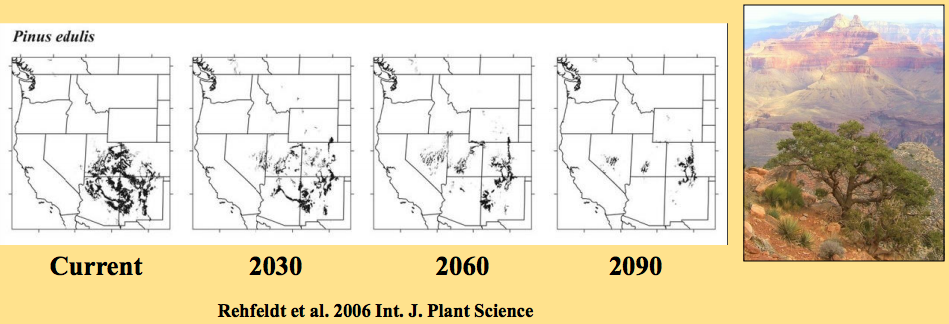 Pinus edulis
Current 2030 2060 2090
Rehfeldt et al. 2006 Int. J. Plant Science